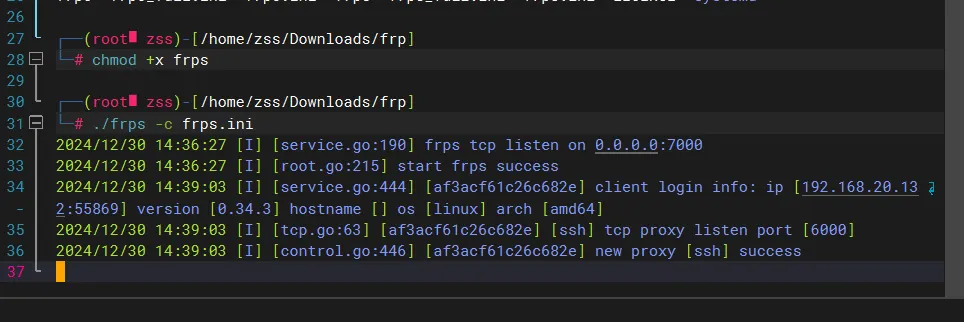 26
27 ┌──(root zss)-[/home/zss/Downloads/frp]
28 └─# chmod +x frps
29
30 ┌──(root zss)-[/home/zss/Downloads/frp]
31 └─# ./frps -c frps.ini
32 2024/12/30 14:36:27 [I] [service.go:190] frps tcp listen on 0.0.0.0:7000
33 2024/12/30 14:36:27 [I] [root.go:215] start frps success
34 2024/12/30 14:39:03 [I] [service.go:444] [af3acf61c26c682e] client login info: ip [192.168.20.13
- 2:55869] version [0.34.3] hostname [] os [linux] arch [amd64]
35 2024/12/30 14:39:03 [I] [tcp.go:63] [af3acf61c26c682e] [ssh] tcp proxy listen port [6000]
36 2024/12/30 14:39:03 [I] [control.go:446] [af3acf61c26c682e] new proxy [ssh] success
37